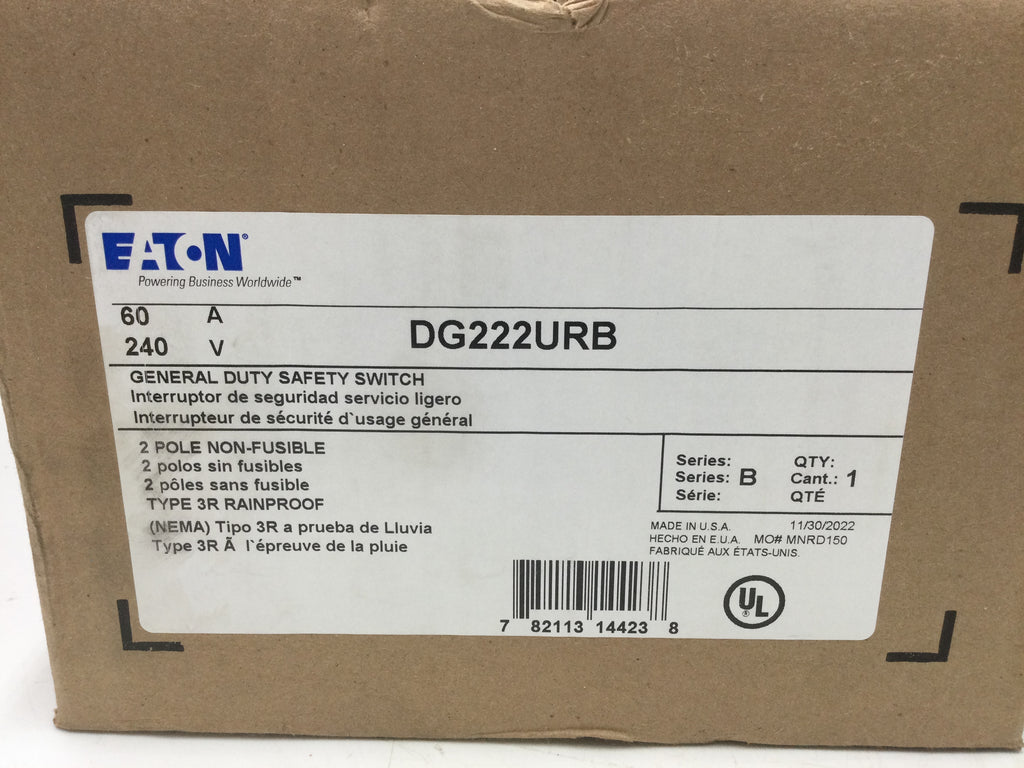 EATON®
Powering Business Worldwide™
60 A
240 V
DG222URB
GENERAL DUTY SAFETY SWITCH
Interruptor de seguridad servicio ligero
Interrupteur de sécurité d`usage général
2 POLE NON-FUSIBLE
2 polos sin fusibles
2 pôles sans fusible
TYPE 3R RAINPROOF
(NEMA) Tipo 3R a prueba de Lluvia
Type 3R Ã l`épreuve de la pluie
Series: QTY:
Series: B Cant.: 1
Série: QTÉ
MADE IN U.S.A. 11/30/2022
HECHO EN E.U.A. MO# MNRD150
FABRIQUÉ AUX ÉTATS-UNIS.
7 82113 14423 8
UL®